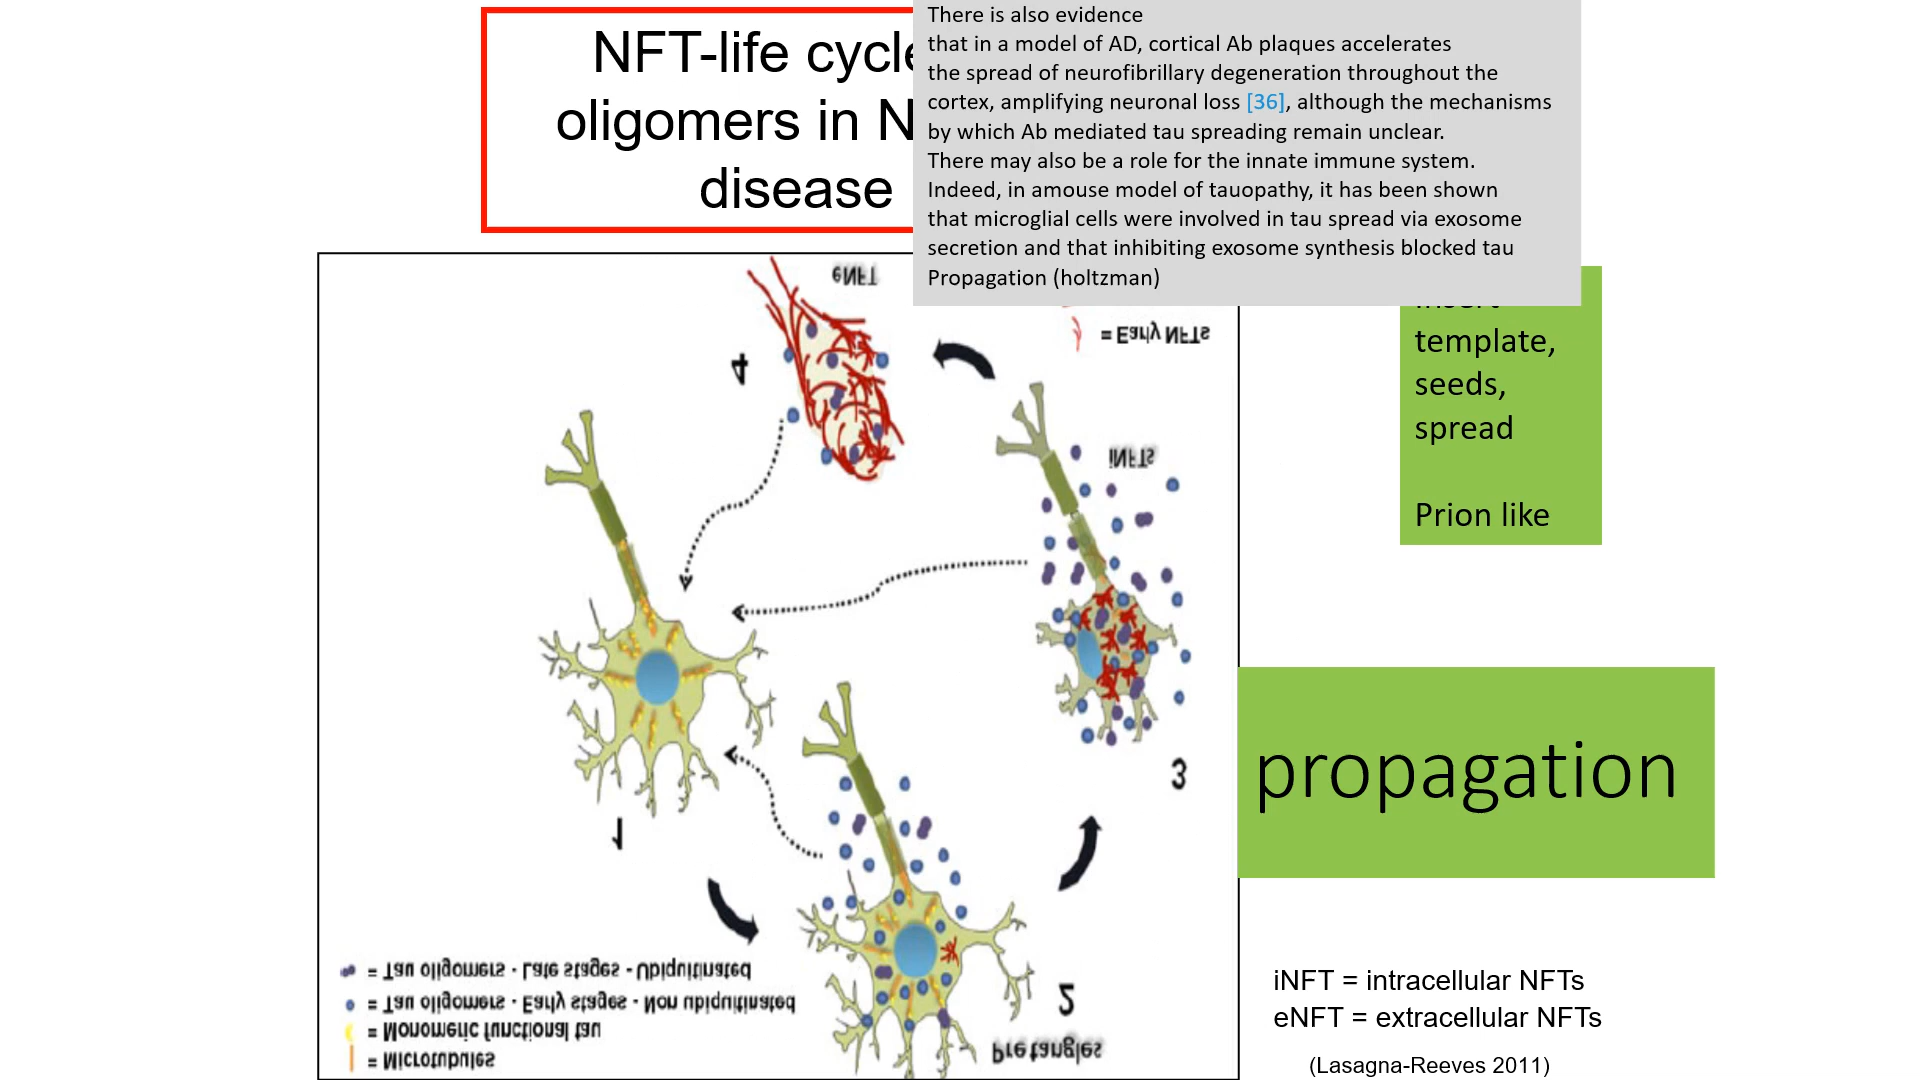 NFT-life cycle
oligomers in N
disease
There is also evidence
that in a model of AD, cortical Ab plaques accelerates
the spread of neurofibrillary degeneration throughout the
cortex, amplifying neuronal loss [36], although the mechanisms
by which Ab mediated tau spreading remain unclear.
There may also be a role for the innate immune system.
Indeed, in amouse model of tauopathy, it has been shown
that microglial cells were involved in tau spread via exosome
secretion and that inhibiting exosome synthesis blocked tau
Propagation (holtzman)
eNFT
= Early NFTs
4
iNFTs
template,
seeds,
spread
Prion like
3
propagation
1
= Tau oligomers - Late stages - Ubiquitinated
= Tau oligomers - Early stages - Non ubiquitinated
= Monomeric functional tau
= Microtubules
2
Pretangles
iNFT = intracellular NFTs
eNFT = extracellular NFTs
(Lasagna-Reeves 2011)